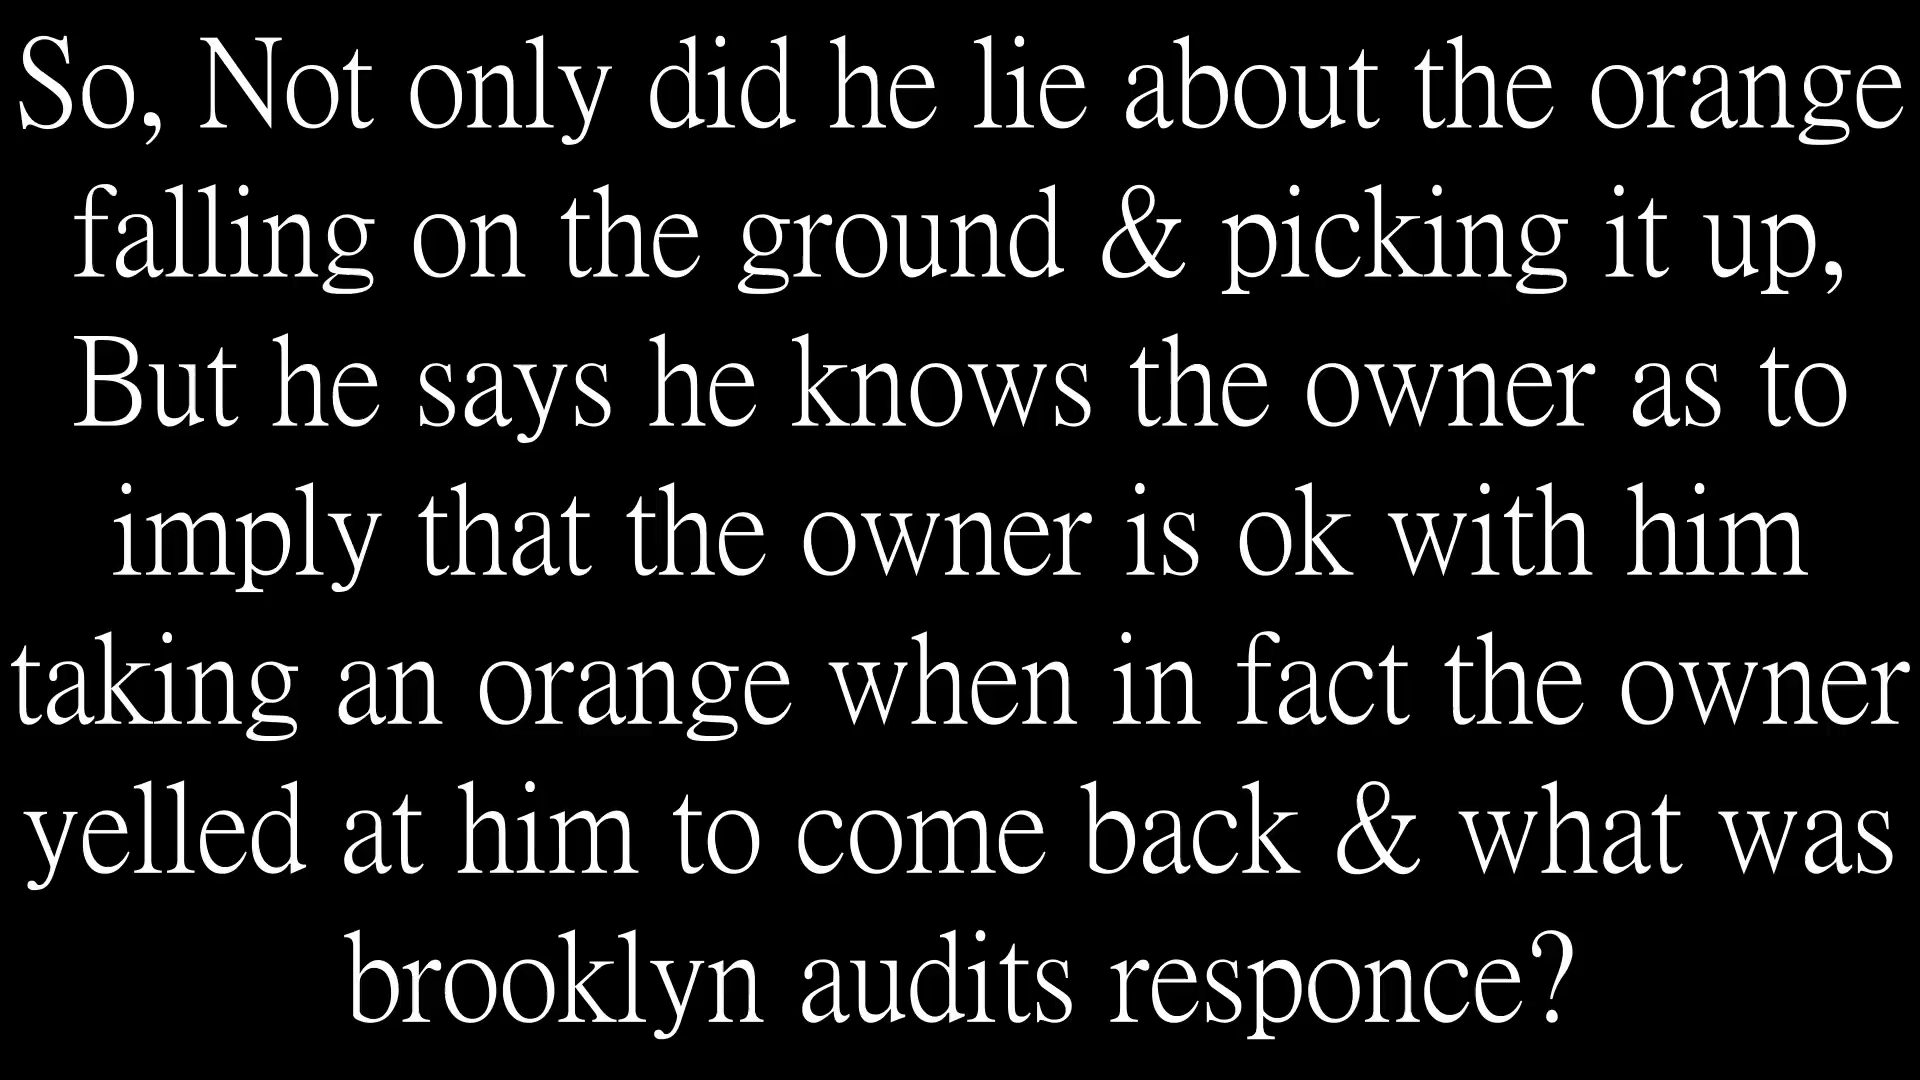 So, Not only did he lie about the orange
falling on the ground & picking it up,
But he says he knows the owner as to
imply that the owner is ok with him
taking an orange when in fact the owner
yelled at him to come back & what was
brooklyn audits responce?